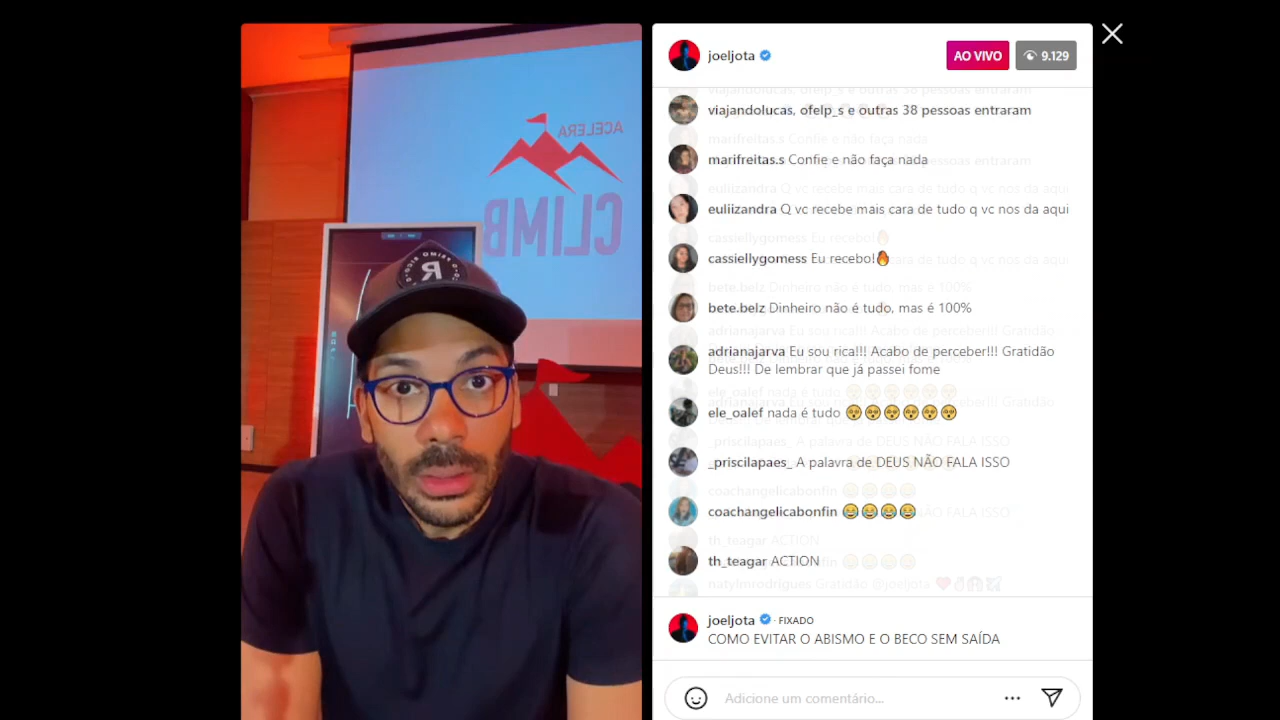 ACELERA
CLIMB
R
joeljota
AO VIVO
9.129
viajandolucas, ofelp_s e outras 38 pessoas entraram
marifreitas.s Confie e não faça nada
euliizandra Q vc recebe mais cara de tudo q vc nos da aqui
cassiellygomess Eu recebo!🔥
bete.belz Dinheiro não é tudo, mas é 100%
adrianajarva Eu sou rica!!! Acabo de perceber!!! Gratidão
Deus!!! De lembrar que já passei fome
ele_oalef nada é tudo 😵😵😵😵😵😵
_priscilapaes_ A palavra de DEUS NÃO FALA ISSO
coachangelicabonfin 😂😂😂😂
th_teagar ACTION
natylmrodrigues Gratidão @joeljota
joeljota · FIXADO
COMO EVITAR O ABISMO E O BECO SEM SAÍDA
Adicione um comentário...